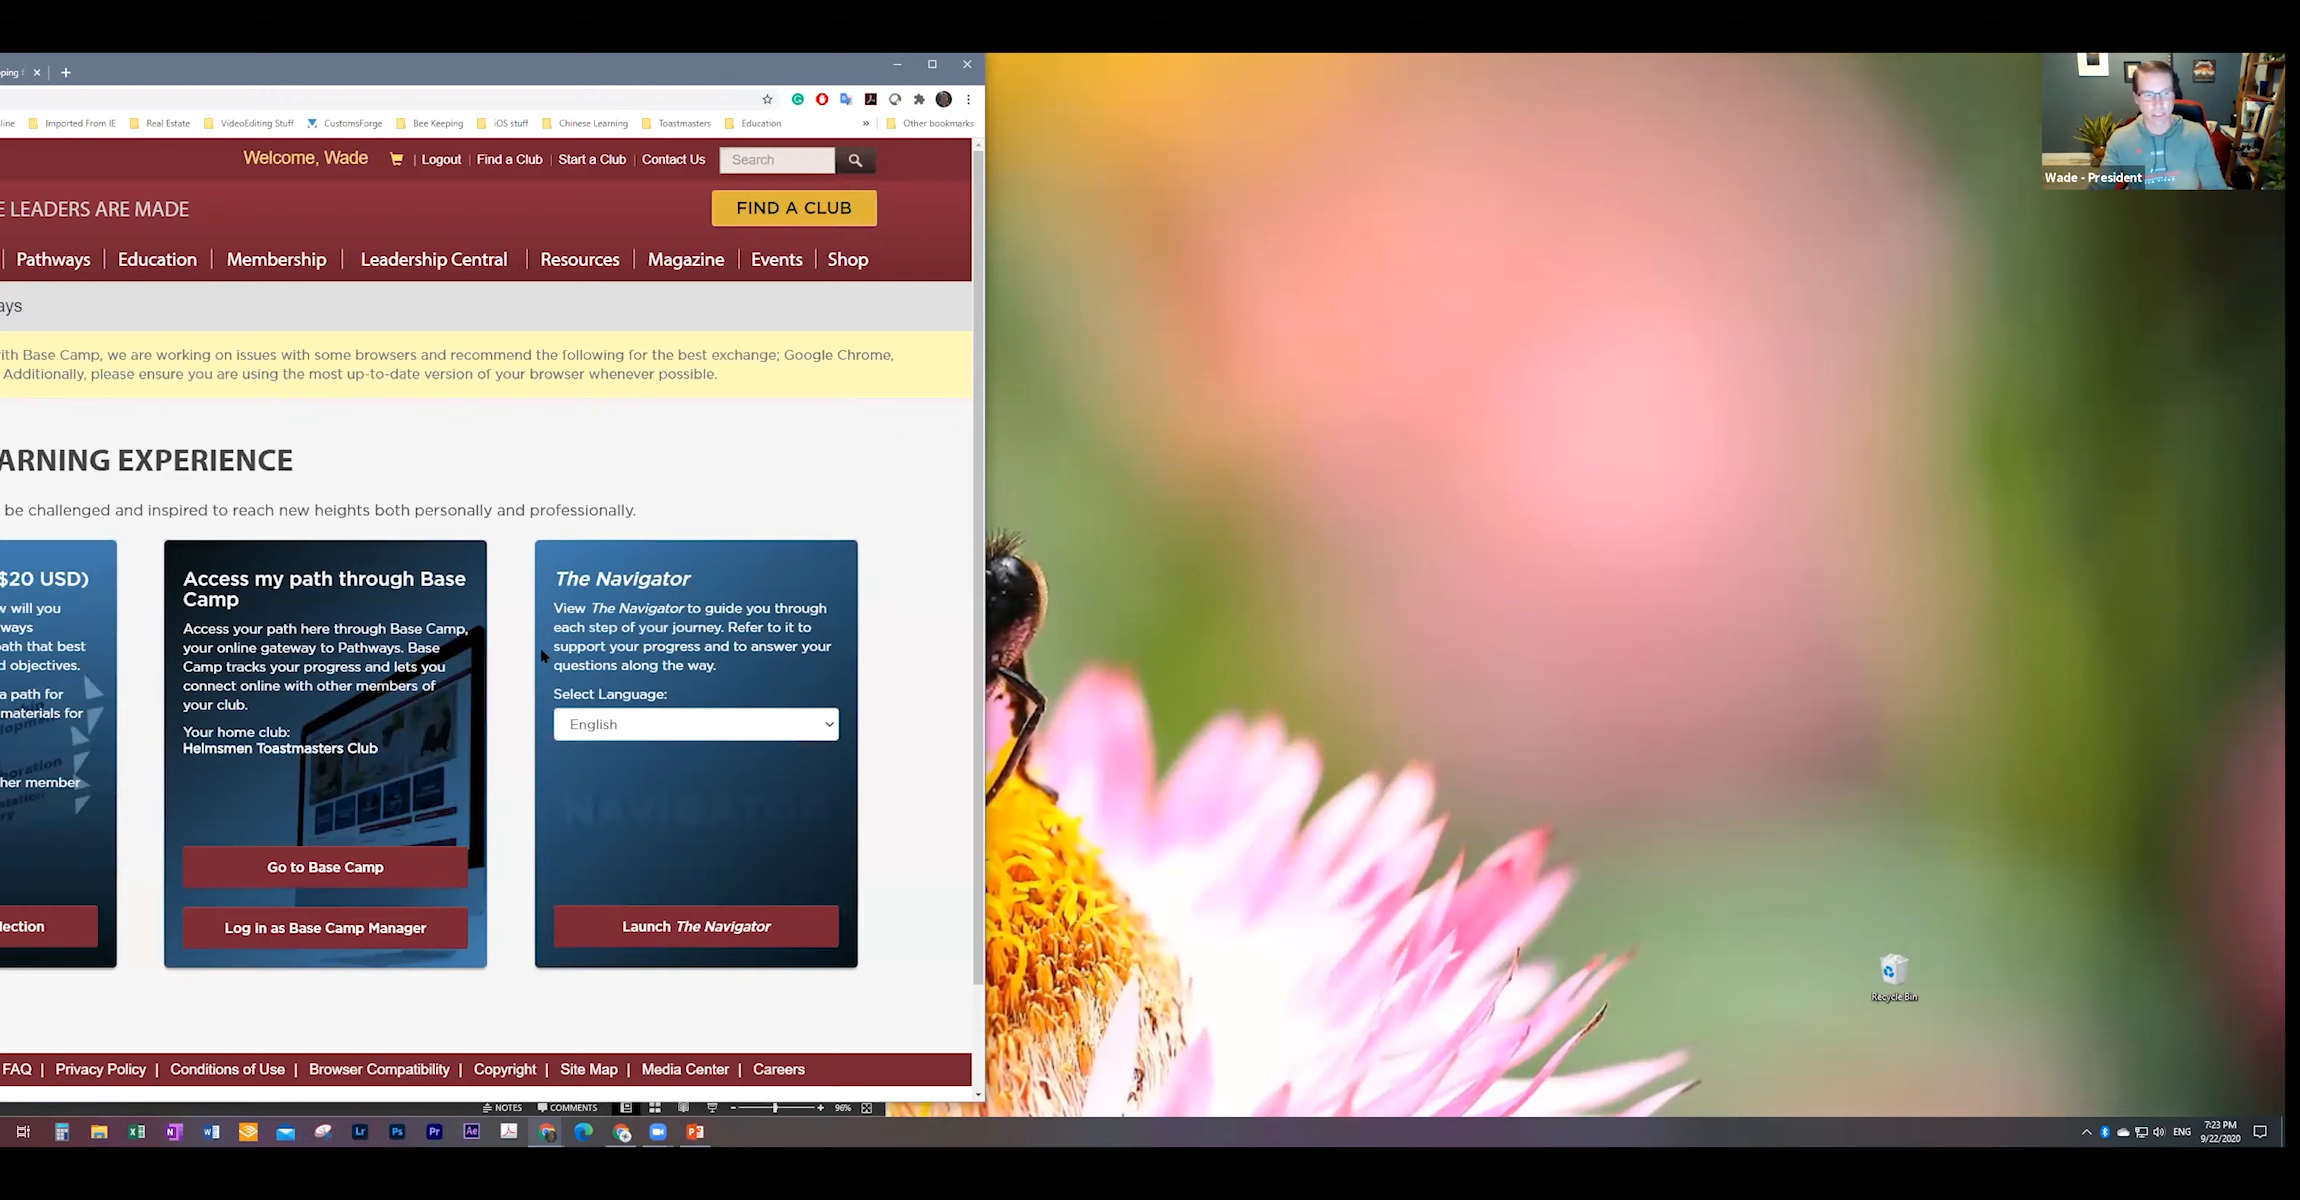 pping f
line
Imported From IE
Real Estate
VideoEditing Stuff
CustomsForge
Bee Keeping
iOS stuff
Chinese Learning
Toastmasters
Education
»
Other bookmarks
Welcome, Wade
| Logout | Find a Club | Start a Club | Contact Us
Search
E LEADERS ARE MADE
FIND A CLUB
Pathways | Education | Membership | Leadership Central | Resources | Magazine | Events | Shop
ays
ith Base Camp, we are working on issues with some browsers and recommend the following for the best exchange; Google Chrome,
Additionally, please ensure you are using the most up-to-date version of your browser whenever possible.
ARNING EXPERIENCE
be challenged and inspired to reach new heights both personally and professionally.
$20 USD)
w will you
ways
ath that best
d objectives.
a path for
materials for
her member
lection
Access my path through Base
Camp
Access your path here through Base Camp,
your online gateway to Pathways. Base
Camp tracks your progress and lets you
connect online with other members of
your club.
Your home club:
Helmsmen Toastmasters Club
Go to Base Camp
Log in as Base Camp Manager
The Navigator
View The Navigator to guide you through
each step of your journey. Refer to it to
support your progress and to answer your
questions along the way.
Select Language:
English
NAVIGATOR
Launch The Navigator
FAQ | Privacy Policy | Conditions of Use | Browser Compatibility | Copyright | Site Map | Media Center | Careers
NOTES
COMMENTS
96%
Wade - President
Recycle Bin
Lr
Ps
Pr
Ae
ENG
7:23 PM
9/22/2020